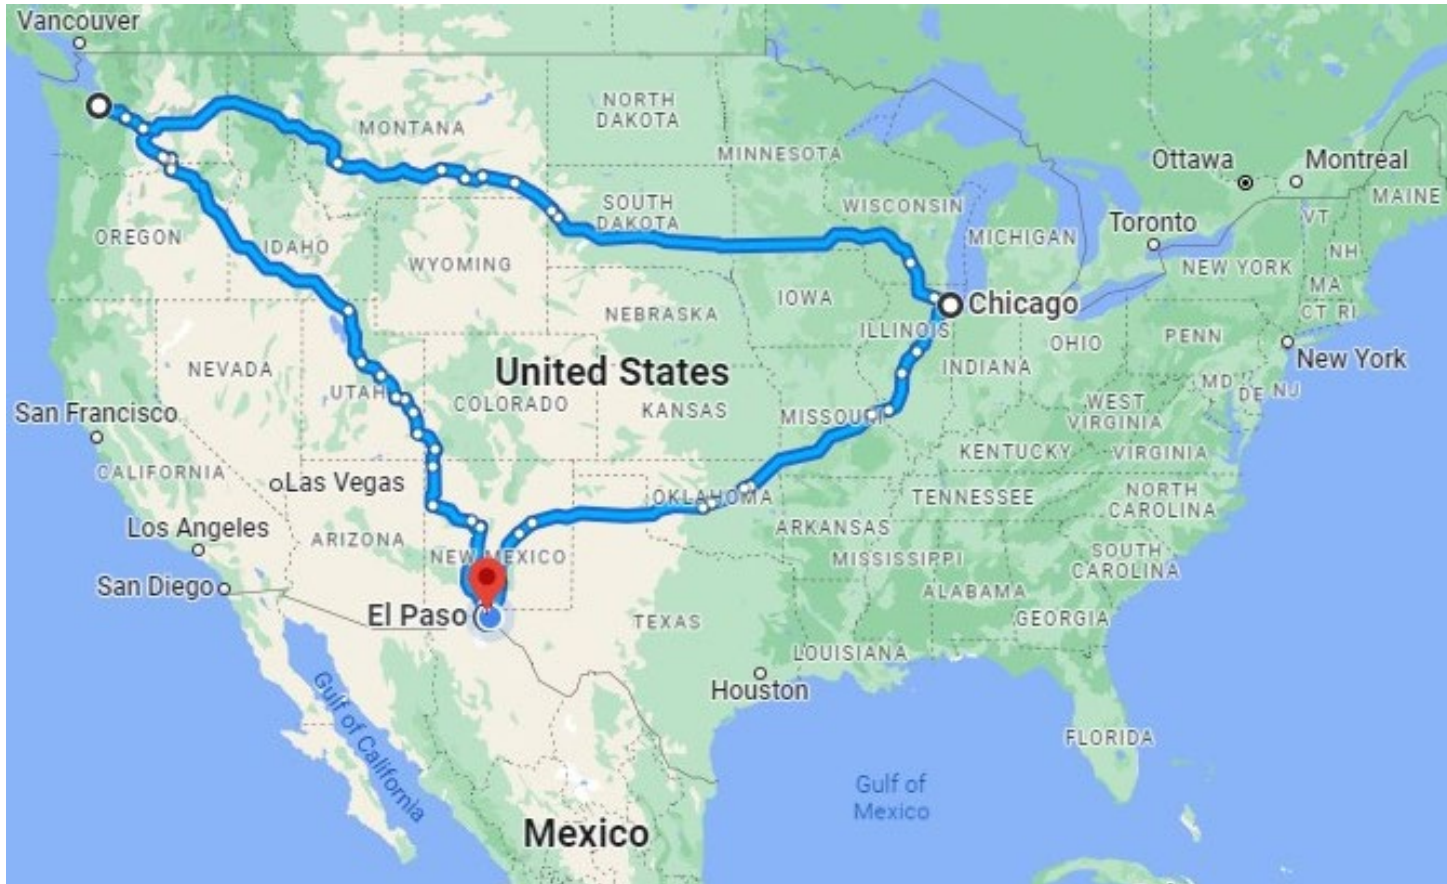 Vancouver
NORTH
DAKOTA
MONTANA
MINNESOTA
Ottawa
Montreal
MAINE
SOUTH
DAKOTA
WISCONSIN
VT
Toronto
OREGON
IDAHO
MICHIGAN
NH
WYOMING
NEW YORK
MA
IOWA
Chicago
CT RI
NEBRASKA
ILLINOIS
OHIO
PENN
NEVADA
United States
INDIANA
New York
UTAH
COLORADO
KANSAS
MISSOURI
MD
DE
NJ
WEST
VIRGINIA
San Francisco
CALIFORNIA
KENTUCKY
VIRGINIA
Las Vegas
OKLAHOMA
TENNESSEE
NORTH
CAROLINA
Los Angeles
ARIZONA
NEW MEXICO
ARKANSAS
MISSISSIPPI
SOUTH
CAROLINA
San Diego
ALABAMA
El Paso
TEXAS
GEORGIA
LOUISIANA
Houston
Gulf of California
FLORIDA
Gulf of
Mexico
Mexico